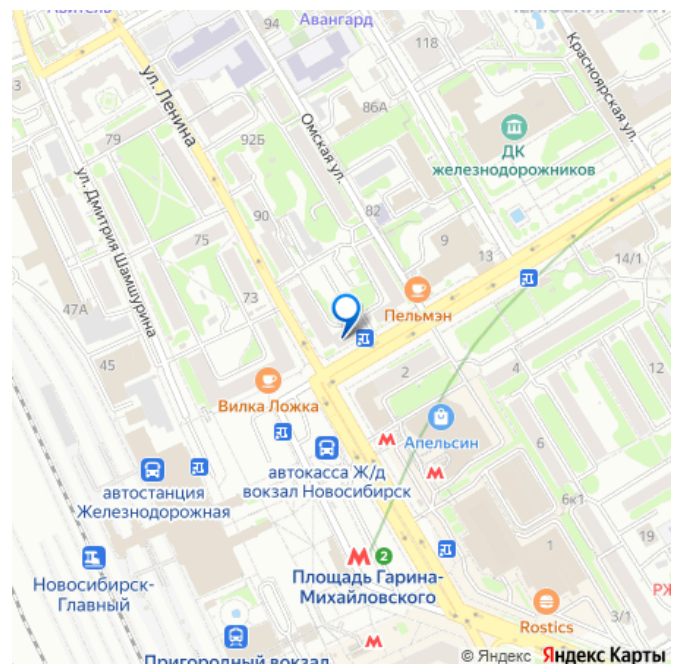 Авангард
94
3
118
Красноярская ул.
ул. Ленина
86А
79
92Б
Омская ул.
ДК
железнодорожников
ул. Дмитрия Шамшурина
90
82
75
9
13
14/1
73
47А
Пельмэн
45
2
4
12
Вилка Ложка
Апельсин
6
автокасса Ж/д
вокзал Новосибирск
автостанция
Железнодорожная
6к1
19
2
1
Новосибирск-
Главный
Площадь Гарина-
Михайловского
РЖ
3/1
Rostics
Пригородный вокзал
© Яндекс Яндекс Карты